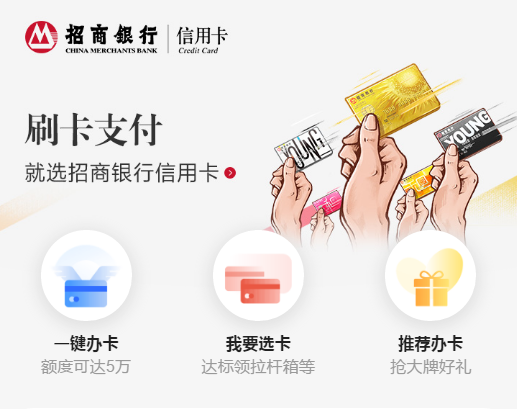 招商银行 信用卡
CHINA MERCHANTS BANK Credit Card
刷卡支付
就选招商银行信用卡
YOUNG
YOUNG
一键办卡 我要选卡 推荐办卡
额度可达5万 达标领拉杆箱等 抢大牌好礼